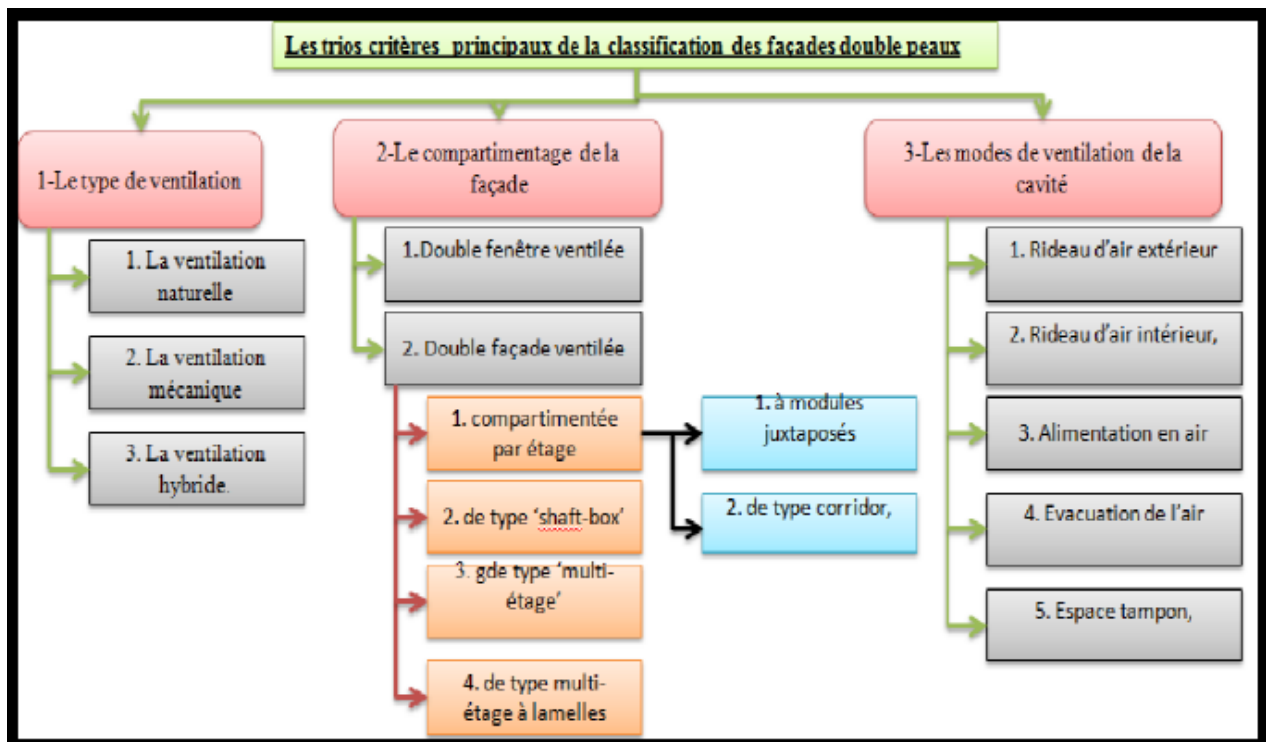 Les trios critères principaux de la classification des façades double peaux
1-Le type de ventilation
1. La ventilation
naturelle
2. La ventilation
mécanique
3. La ventilation
hybride.
2-Le compartimentage de la
façade
1.Double fenêtre ventilée
2. Double façade ventilée
1. compartimentée
par étage
2. de type ‘shaft-box’
3. gde type ‘multi-
étage’
4. de type multi-
étage à lamelles
1. à modules
juxtaposés
2. de type corridor,
3-Les modes de ventilation de la
cavité
1. Rideau d’air extérieur
2. Rideau d’air intérieur,
3. Alimentation en air
4. Evacuation de l’air
5. Espace tampon,